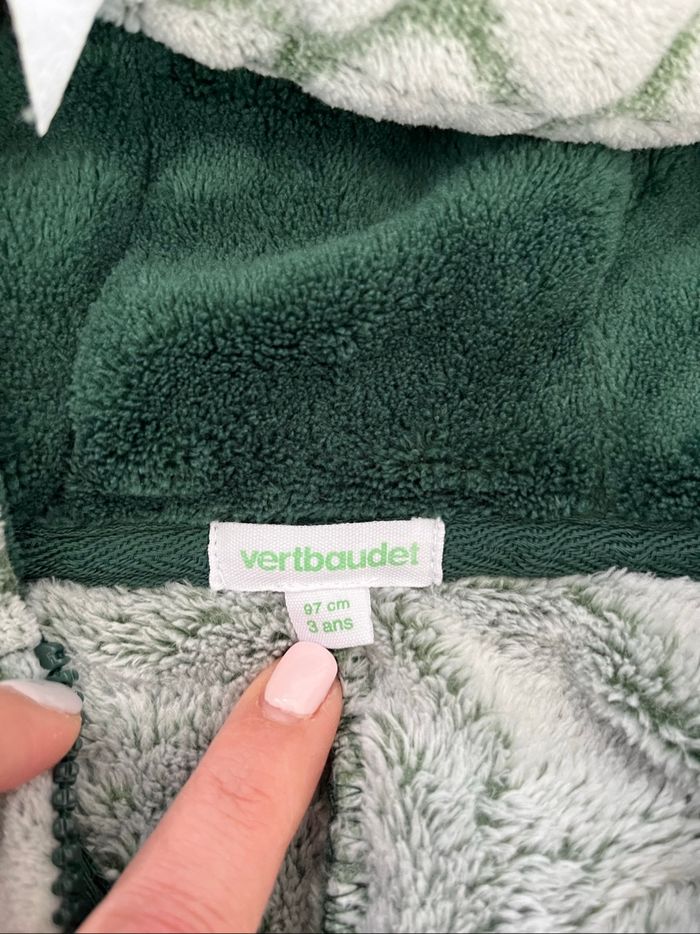 vertbaudet
97 cm
3 ans